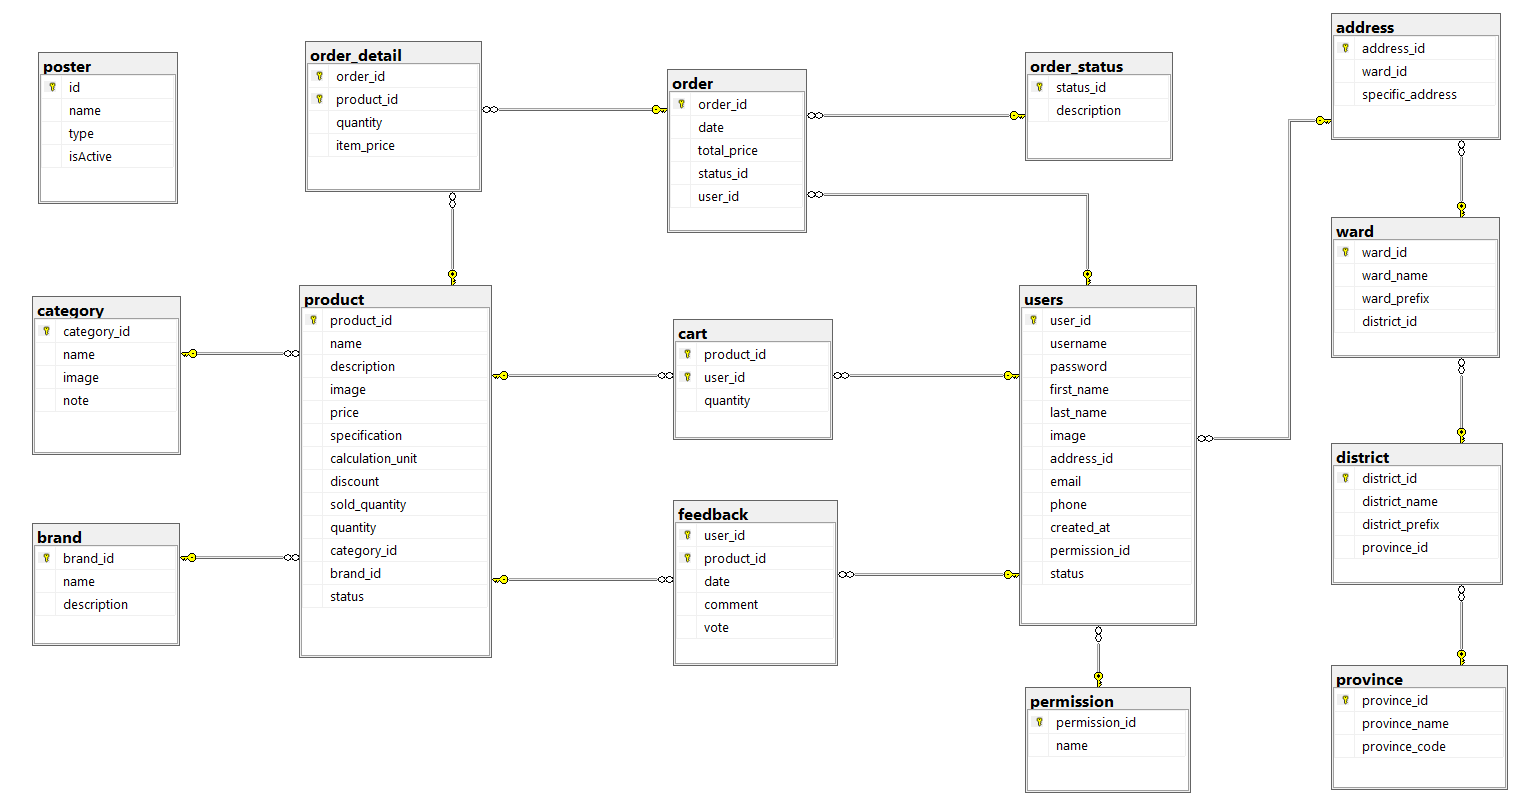 poster
id
name
type
isActive
order_detail
order_id
product_id
quantity
item_price
order
order_id
date
total_price
status_id
user_id
order_status
status_id
description
address
address_id
ward_id
specific_address
category
category_id
name
image
note
product
product_id
name
description
image
price
specification
calculation_unit
discount
sold_quantity
quantity
category_id
brand_id
status
cart
product_id
user_id
quantity
users
user_id
username
password
first_name
last_name
image
address_id
email
phone
created_at
permission_id
status
ward
ward_id
ward_name
ward_prefix
district_id
brand
brand_id
name
description
feedback
user_id
product_id
date
comment
vote
district
district_id
district_name
district_prefix
province_id
permission
permission_id
name
province
province_id
province_name
province_code